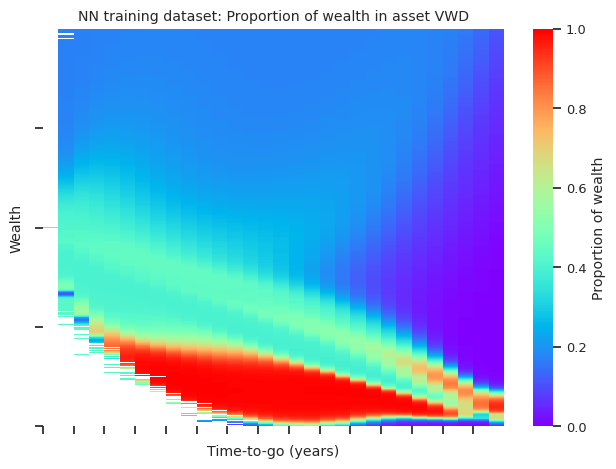 NN training dataset: Proportion of wealth in asset VWD
Wealth
Time-to-go (years)
1.0
0.8
0.6
0.4
0.2
0.0
Proportion of wealth